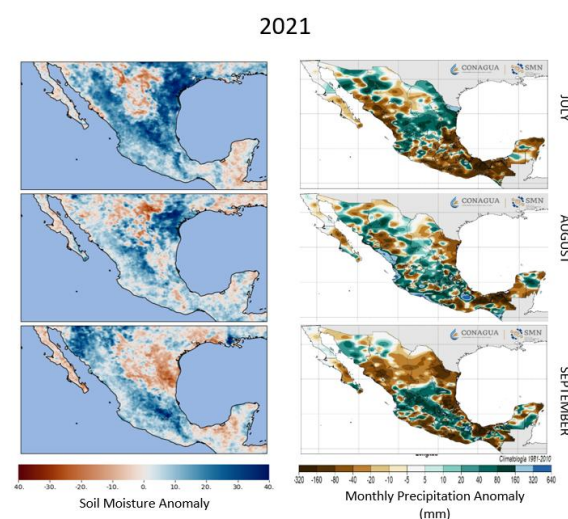 2021
CONAGUA SMN
JULY
CONAGUA SMN
AUGUST
CONAGUA SMN
SEPTEMBER
Climatología 1981-2010
40. -30. -20. -10. 0. 10. 20. 30. 40.
Soil Moisture Anomaly
-320 -160 -80 -40 -20 -10 -5 5 10 20 40 80 160 320 640
Monthly Precipitation Anomaly
(mm)